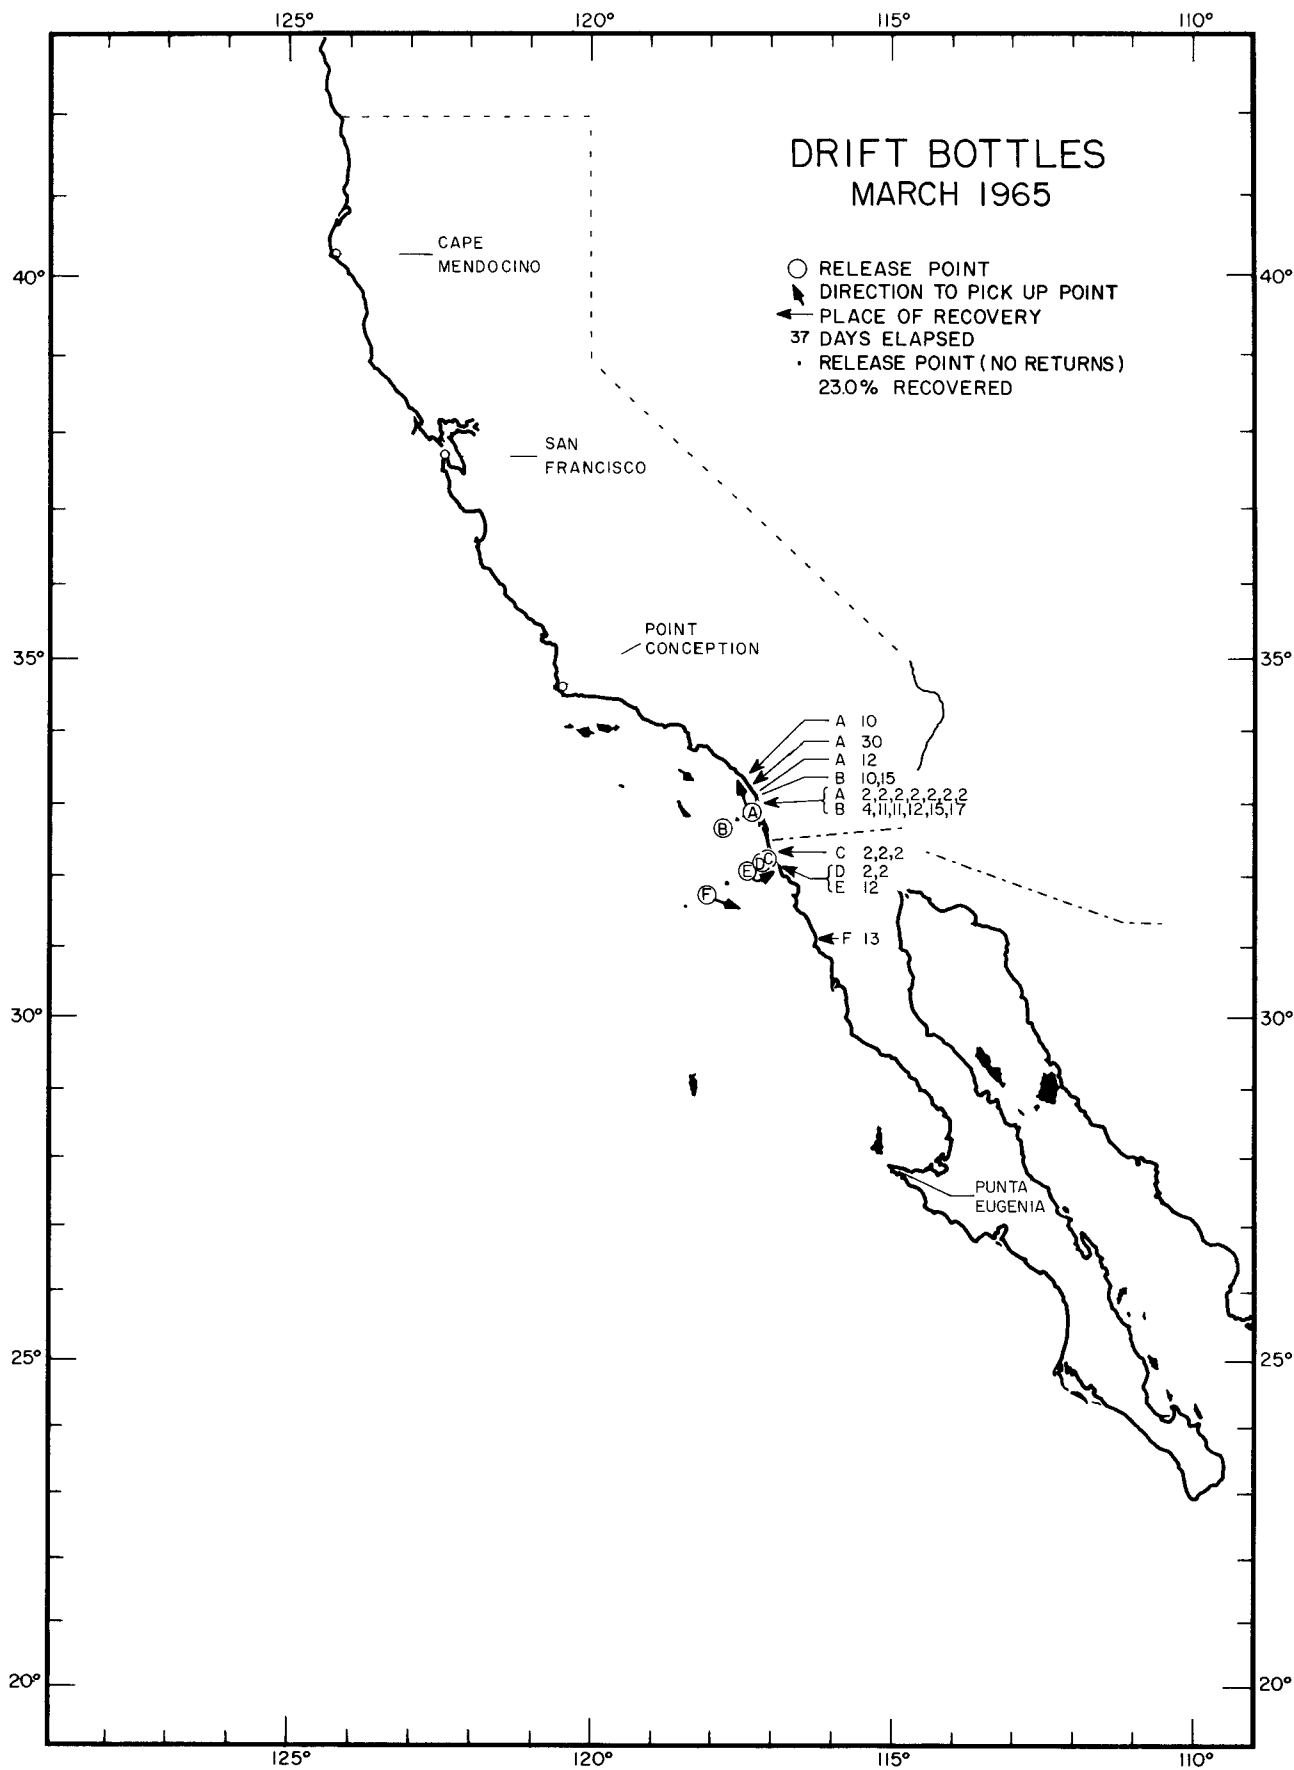 125° 120° 115° 110°
DRIFT BOTTLES
MARCH 1965
RELEASE POINT
DIRECTION TO PICK UP POINT
PLACE OF RECOVERY
37 DAYS ELAPSED
RELEASE POINT (NO RETURNS)
23.0% RECOVERED
CAPE
MENDOCINO
40° 40°
SAN
FRANCISCO
POINT
CONCEPTION
35° 35°
A 10
A 30
A 12
B 10,15
A 2,2,2,2,2,2,2
B 4,11,11,12,15,17
A
B
C 2,2,2
D 2,2
E 12
C
D
E
F
F 13
30° 30°
PUNTA
EUGENIA
25° 25°
20° 20°
125° 120° 115° 110°